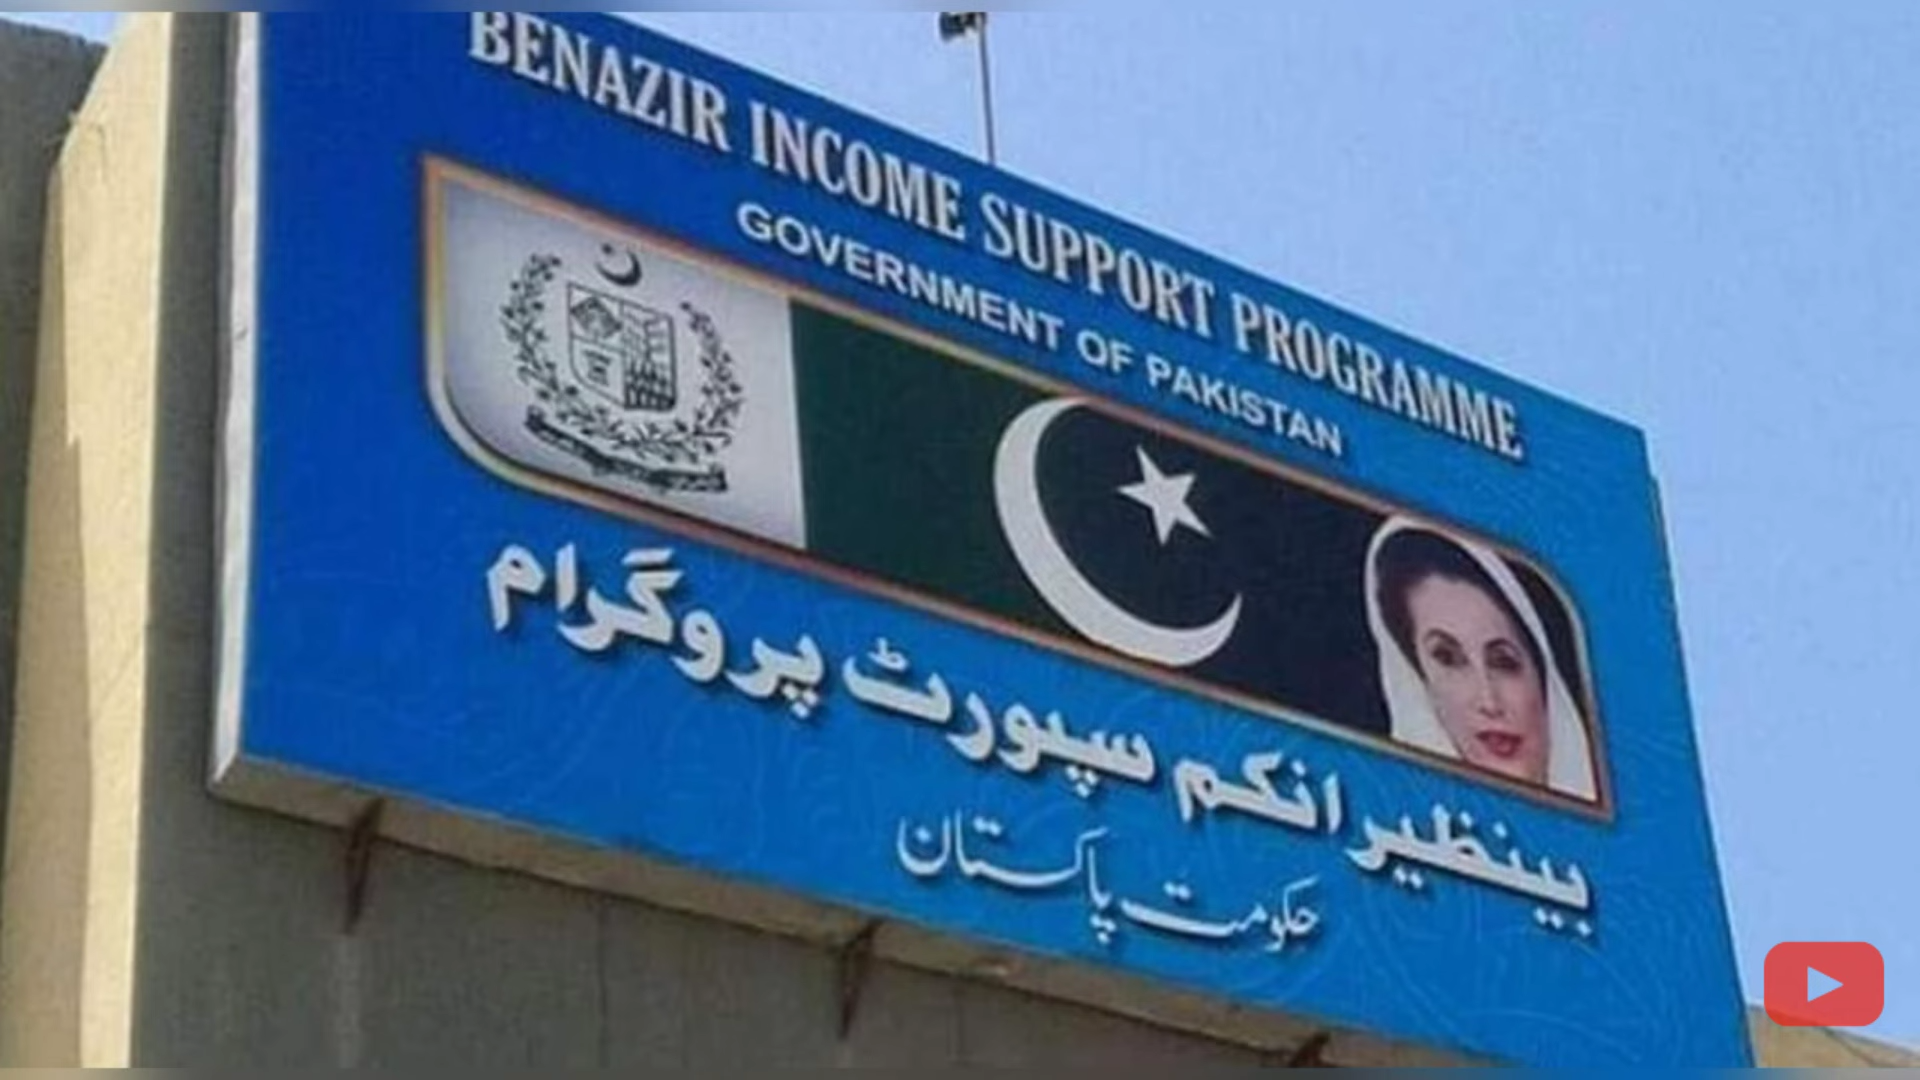 BENAZIR INCOME SUPPORT PROGRAMME
GOVERNMENT OF PAKISTAN
بینظیر انکم سپورٹ پروگرام
حکومت پاکستان